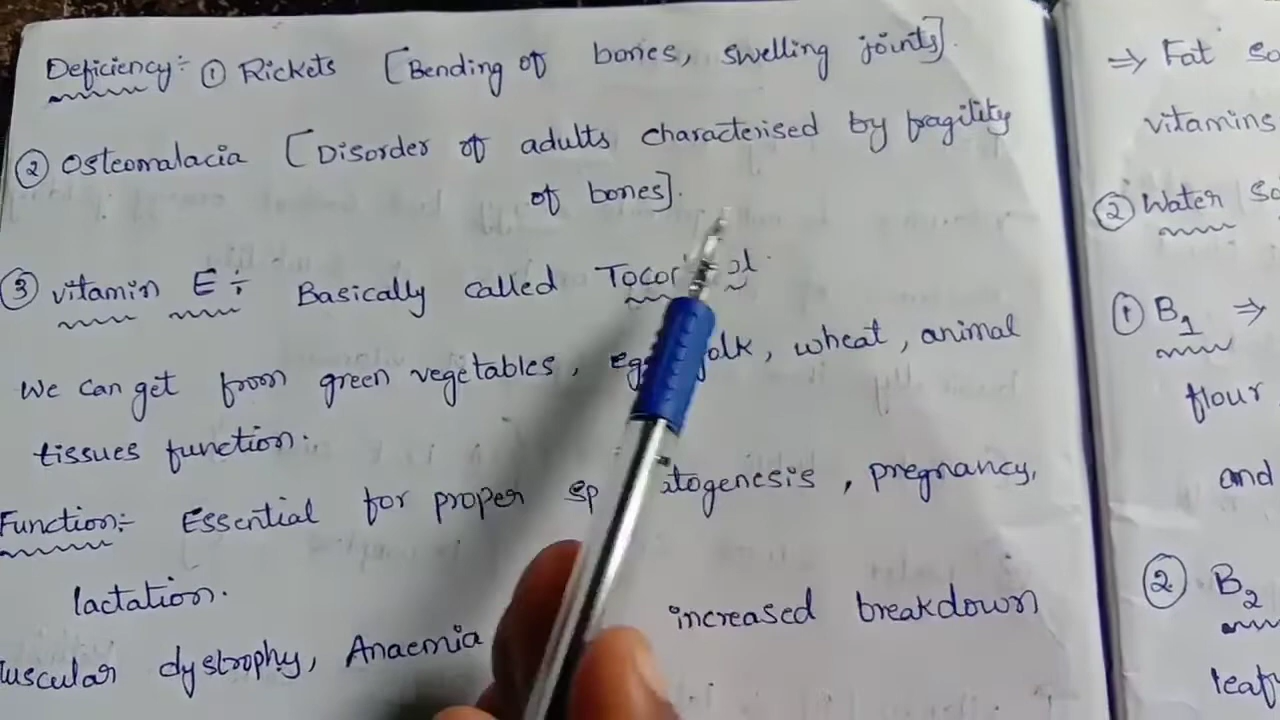 Deficiency:- ① Rickets [Bending of bones, swelling joints].
② Osteomalacia [Disorder of adults characterised by fragility
of bones].
③ vitamin E :- Basically called
We can get from green vegetables, wheat, animal
tissues function.
Function:- Essential for proper pregnancy,
lactation.
dystrophy, Anaemia increased breakdown
⇒ Fat
vitamins
② Water
① B1 ⇒
flour
and
② B2